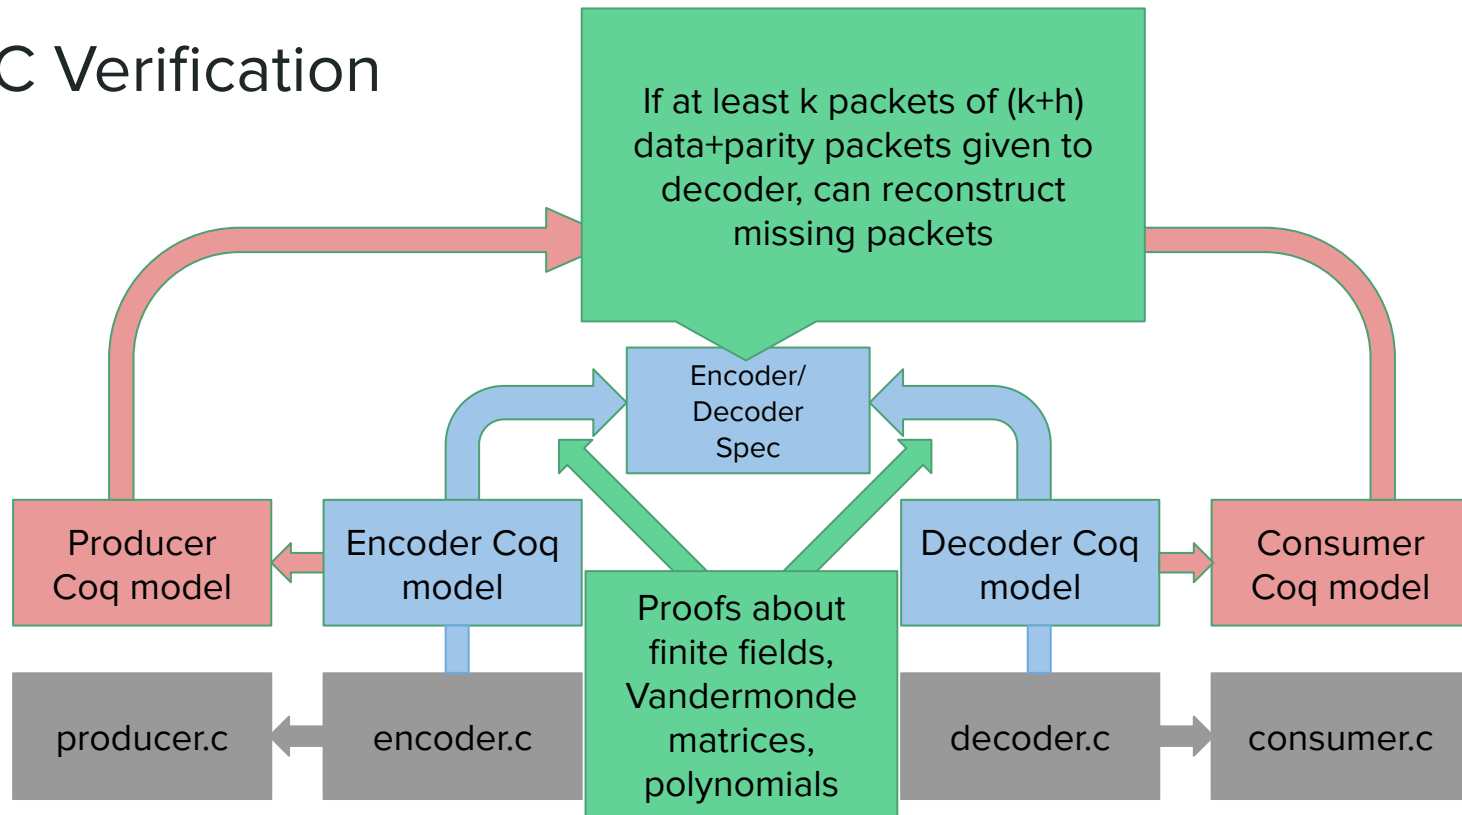 C Verification
If at least k packets of (k+h)
data+parity packets given to
decoder, can reconstruct
missing packets
Encoder/
Decoder
Spec
Producer
Coq model
Encoder Coq
model
Decoder Coq
model
Consumer
Coq model
Proofs about
finite fields,
Vandermonde
matrices,
polynomials
producer.c
encoder.c
decoder.c
consumer.c